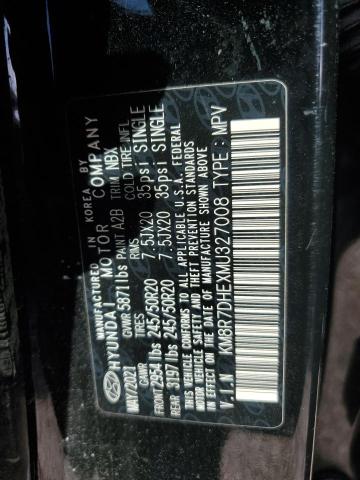 MANUFACTURED IN KOREA BY
HYUNDAI MOTOR COMPANY
MAY/2021 GVWR 5871lbs PAINT A2B TRIM NBX
GAWR TIRES RIMS COLD TIRE INFL.
FRONT 2954 lbs 245/50R20 7.5JX20 35psi SINGLE
REAR 3197 lbs 245/50R20 7.5JX20 35psi SINGLE
THIS VEHICLE CONFORMS TO ALL APPLICABLE U.S.A. FEDERAL
MOTOR VEHICLE SAFETY AND THEFT PREVENTION STANDARDS
IN EFFECT ON THE DATE OF MANUFACTURE SHOWN ABOVE
V.I.N : KM8R7DHEXMU327008 TYPE : MPV